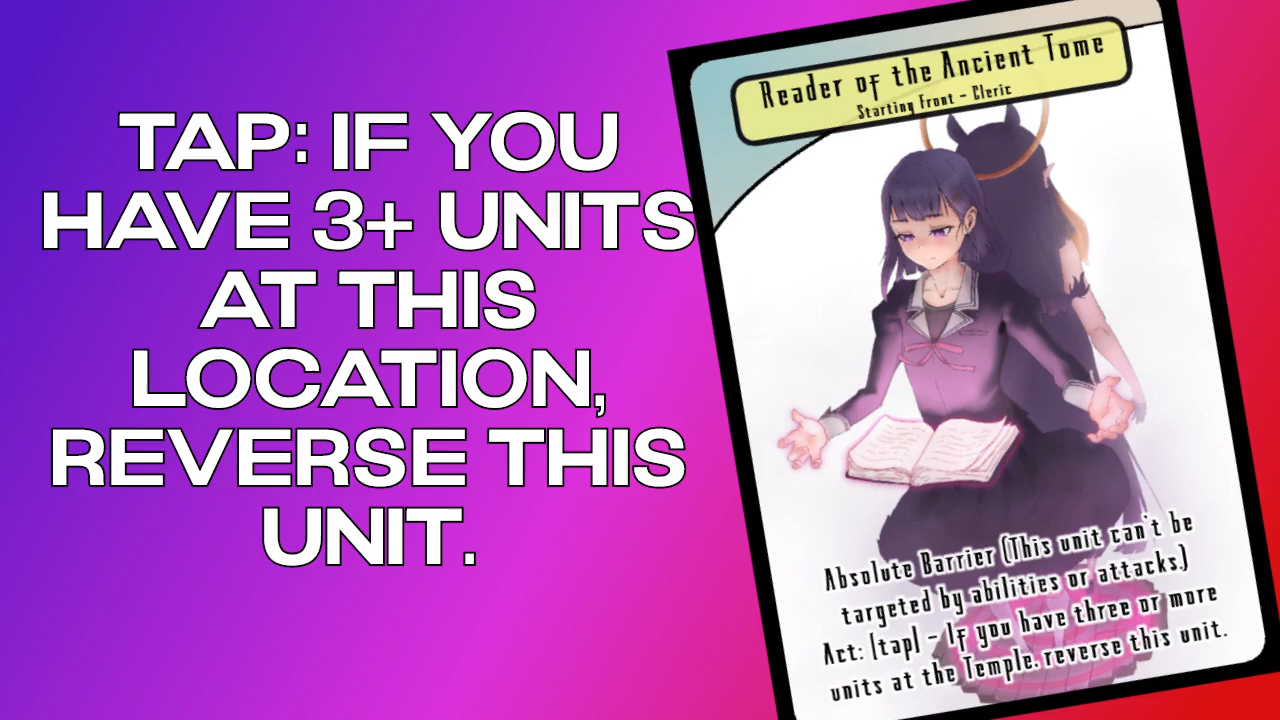 TAP: IF YOU
HAVE 3+ UNITS
AT THIS
LOCATION,
REVERSE THIS
UNIT.
Reader of the Ancient Tome
Starting Front - Cleric
Absolute Barrier (This unit can't be
targeted by abilities or attacks.)
Act: [tap] - If you have three or more
units at the Temple, reverse this unit.